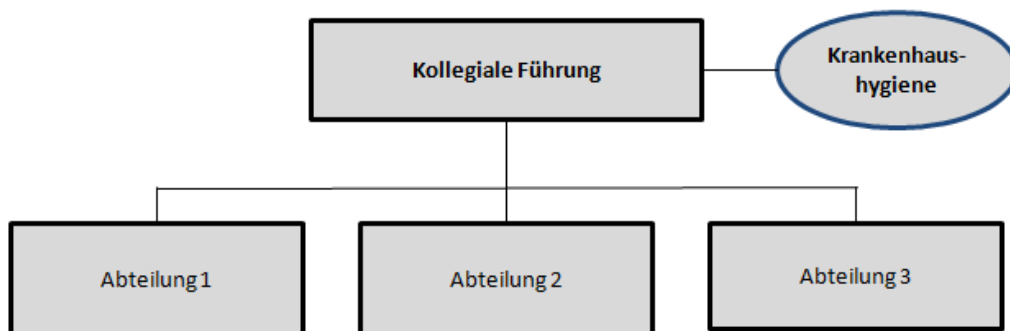 Kollegiale Führung
Krankenhaus-
hygiene
Abteilung 1
Abteilung 2
Abteilung 3